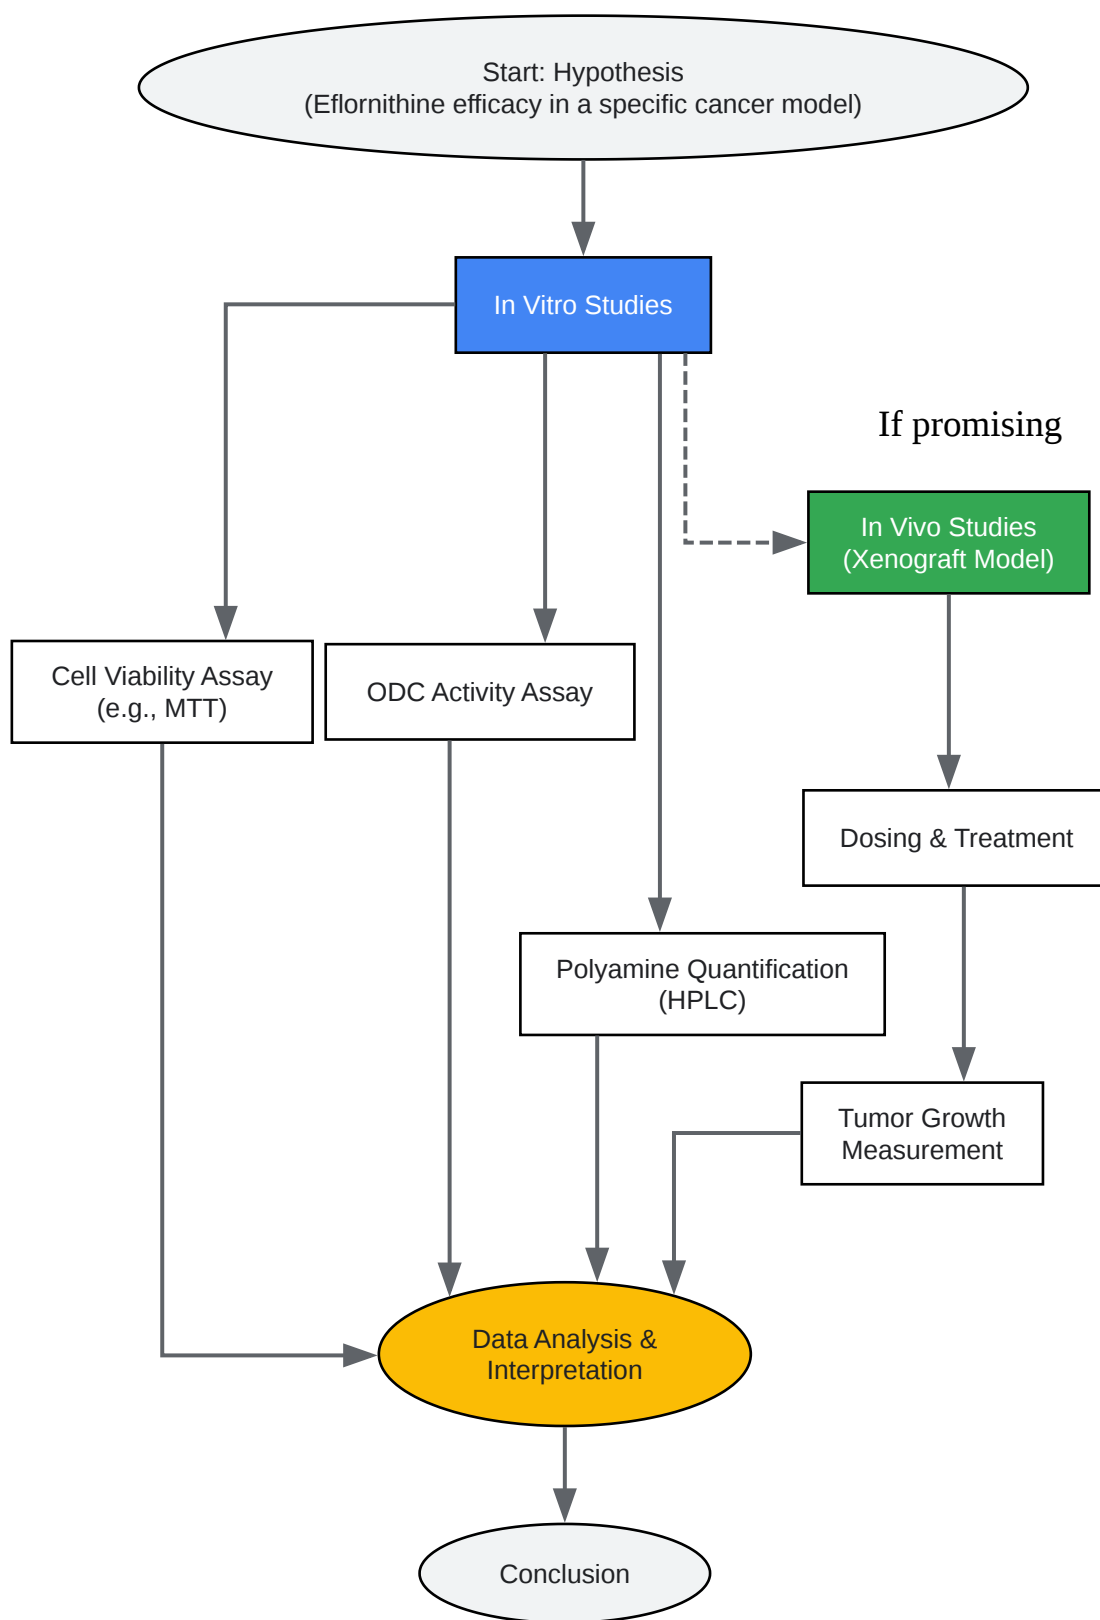 Start: Hypothesis
(Eflornithine efficacy in a specific cancer model)
In Vitro Studies
If promising
In Vivo Studies
(Xenograft Model)
Cell Viability Assay
(e.g., MTT)
ODC Activity Assay
Dosing & Treatment
Polyamine Quantification
(HPLC)
Tumor Growth
Measurement
Data Analysis &
Interpretation
Conclusion